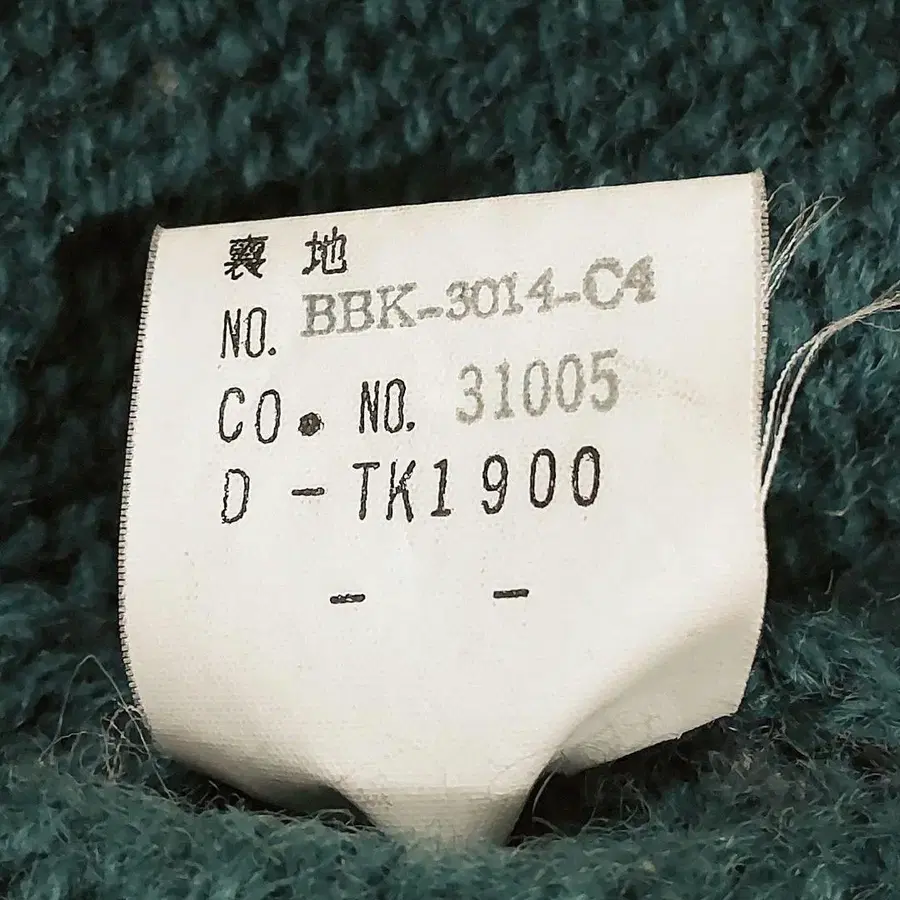 裏地
NO. BBK-3014-C4
CO. NO. 31005
D-TK1900
- -